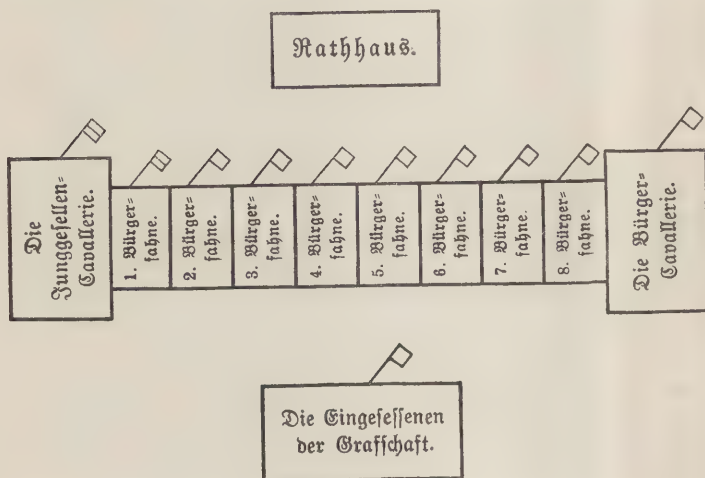 Rathhaus.
Die
Junggesellen-
Cavallerie.
1. Bürger-
fahne.
2. Bürger-
fahne.
3. Bürger-
fahne.
4. Bürger-
fahne.
5. Bürger-
fahne.
6. Bürger-
fahne.
7. Bürger-
fahne.
8. Bürger-
fahne.
Die Bürger-
Cavallerie.
Die Eingesessenen
der Grafschaft.